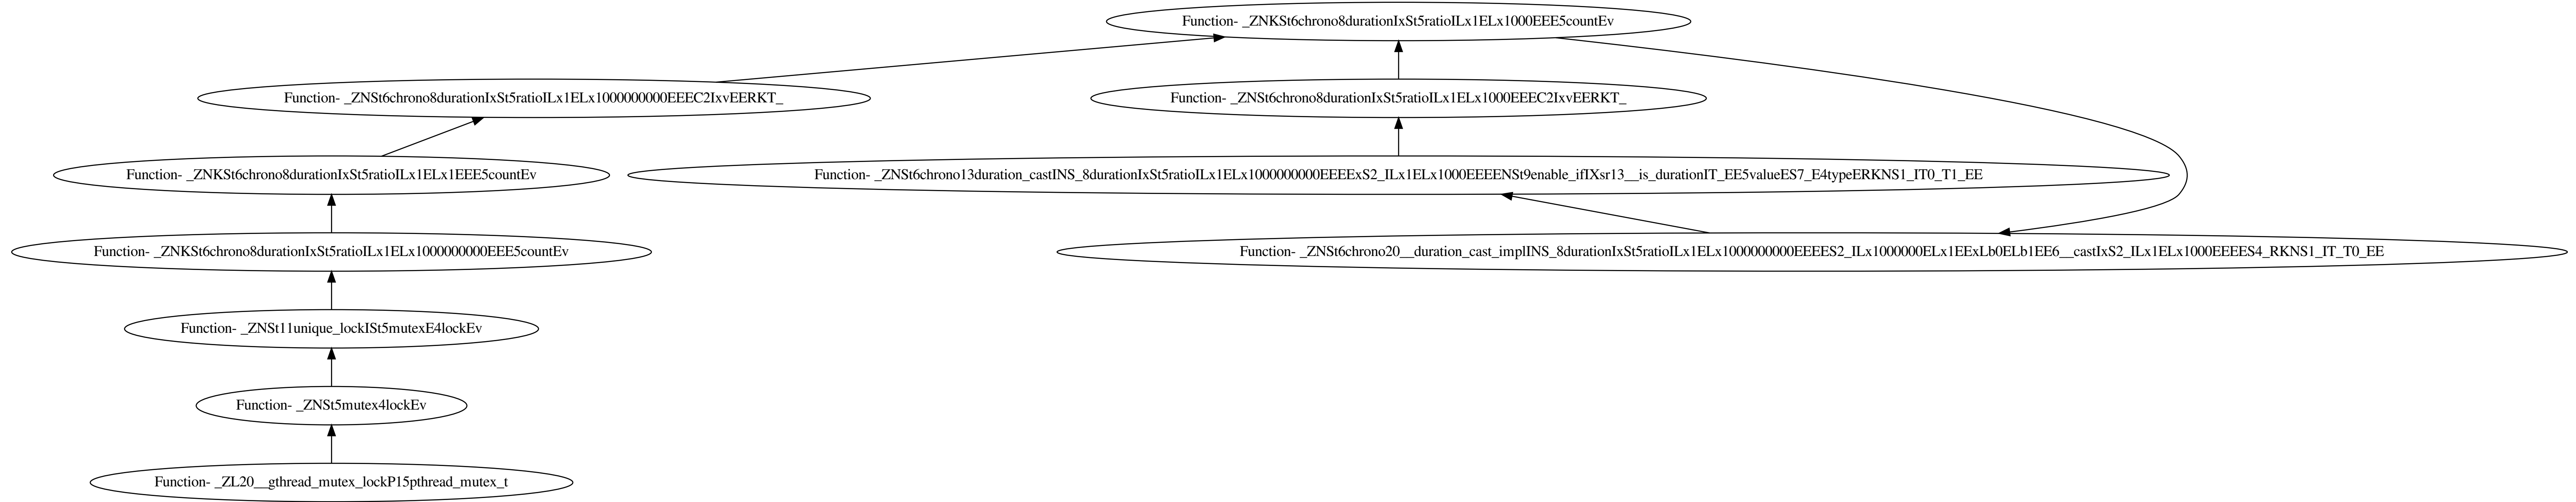 Function- _ZNKSt6chrono8durationIxSt5ratioILx1ELx1000EEE5countEv
Function- _ZNSt6chrono8durationIxSt5ratioILx1ELx1000000000EEEC2IxvEERKT_
Function- _ZNSt6chrono8durationIxSt5ratioILx1ELx1000EEEC2IxvEERKT_
Function- _ZNKSt6chrono8durationIxSt5ratioILx1ELx1EEE5countEv
Function- _ZNSt6chrono13duration_castINS_8durationIxSt5ratioILx1ELx1000000000EEEExS2_ILx1ELx1000EEEENSt9enable_ifIXsr13__is_durationIT_EE5valueES7_E4typeERKNS1_IT0_T1_EE
Function- _ZNKSt6chrono8durationIxSt5ratioILx1ELx1000000000EEE5countEv
Function- _ZNSt6chrono20__duration_cast_implINS_8durationIxSt5ratioILx1ELx1000000000EEEES2_ILx1000000ELx1EExLb0ELb1EE6__castIxS2_ILx1ELx1000EEEES4_RKNS1_IT_T0_EE
Function- _ZNSt11unique_lockISt5mutexE4lockEv
Function- _ZNSt5mutex4lockEv
Function- _ZL20__gthread_mutex_lockP15pthread_mutex_t